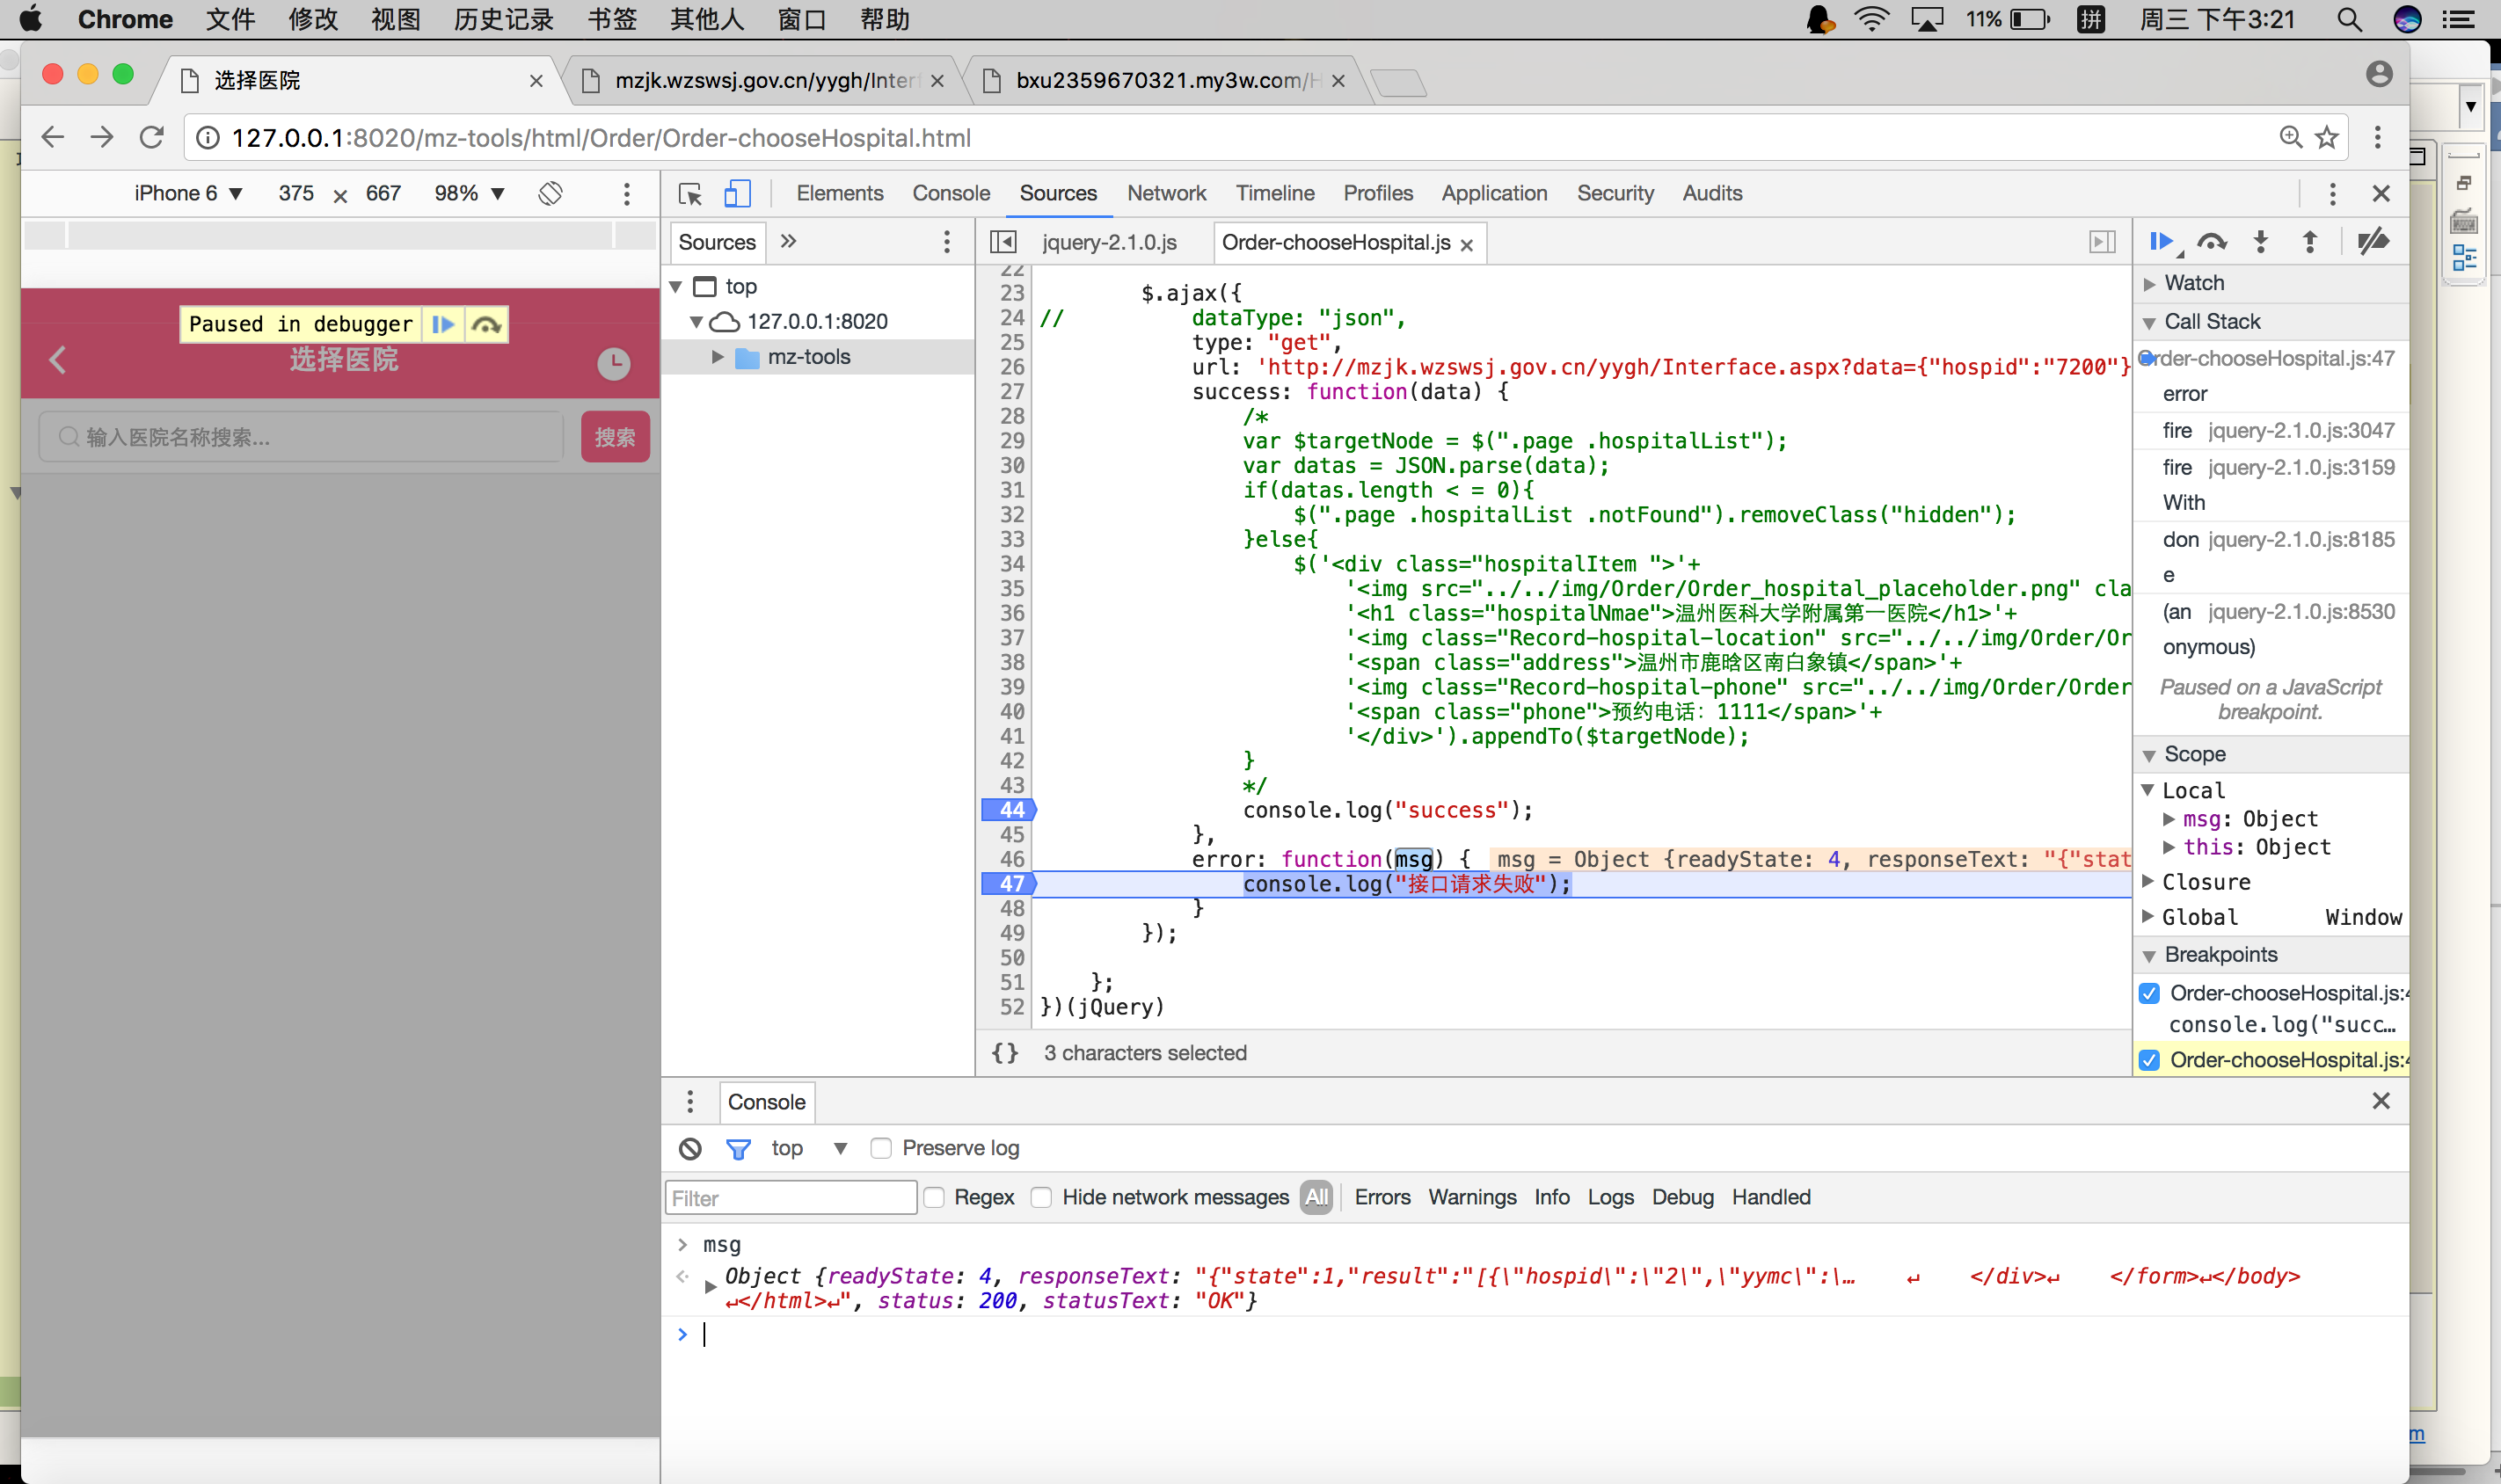 Chrome 文件 修改 视图 历史记录 书签 其他人 窗口 帮助 11% 拼 周三 下午3:21
选择医院 mzjk.wzswsj.gov.cn/yygh/Inter bxu2359670321.my3w.com/H
127.0.0.1:8020/mz-tools/html/Order/Order-chooseHospital.html
iPhone 6 375 × 667 98%
Elements Console Sources Network Timeline Profiles Application Security Audits
Paused in debugger
选择医院
输入医院名称搜索... 搜索
Sources
top
127.0.0.1:8020
mz-tools
jquery-2.1.0.js Order-chooseHospital.js
22
23 $.ajax({
24 // dataType: "json",
25 type: "get",
26 url: 'http://mzjk.wzswsj.gov.cn/yygh/Interface.aspx?data={"hospid":"7200"}
27 success: function(data) {
28 /*
29 var $targetNode = $(".page .hospitalList");
30 var datas = JSON.parse(data);
31 if(datas.length < = 0){
32 $(".page .hospitalList .notFound").removeClass("hidden");
33 }else{
34 $('<div class="hospitalItem ">'+
35 '<img src="../../img/Order/Order_hospital_placeholder.png" cla
36 '<h1 class="hospitalNmae">温州医科大学附属第一医院</h1>'+
37 '<img class="Record-hospital-location" src="../../img/Order/Or
38 '<span class="address">温州市鹿晗区南白象镇</span>'+
39 '<img class="Record-hospital-phone" src="../../img/Order/Order
40 '<span class="phone">预约电话：1111</span>'+
41 '</div>').appendTo($targetNode);
42 }
43 */
44 console.log("success");
45 },
46 error: function(msg) { msg = Object {readyState: 4, responseText: "{"stat
47 console.log("接口请求失败");
48 }
49 });
50
51 };
52 })(jQuery)
{} 3 characters selected
Watch
Call Stack
Order-chooseHospital.js:47
error
fire jquery-2.1.0.js:3047
fire jquery-2.1.0.js:3159
With
don jquery-2.1.0.js:8185
e
(an jquery-2.1.0.js:8530
onymous)
Paused on a JavaScript
breakpoint.
Scope
Local
msg: Object
this: Object
Closure
Global Window
Breakpoints
Order-chooseHospital.js:4
console.log("succ…
Order-chooseHospital.js:4
Console
top Preserve log
Filter Regex Hide network messages All Errors Warnings Info Logs Debug Handled
> msg
Object {readyState: 4, responseText: "{"state":1,"result":"[{\"hospid\":\"2\",\"yymc\":\… ↵ </div>↵ </form>↵</body>
↵</html>↵", status: 200, statusText: "OK"}
>
m